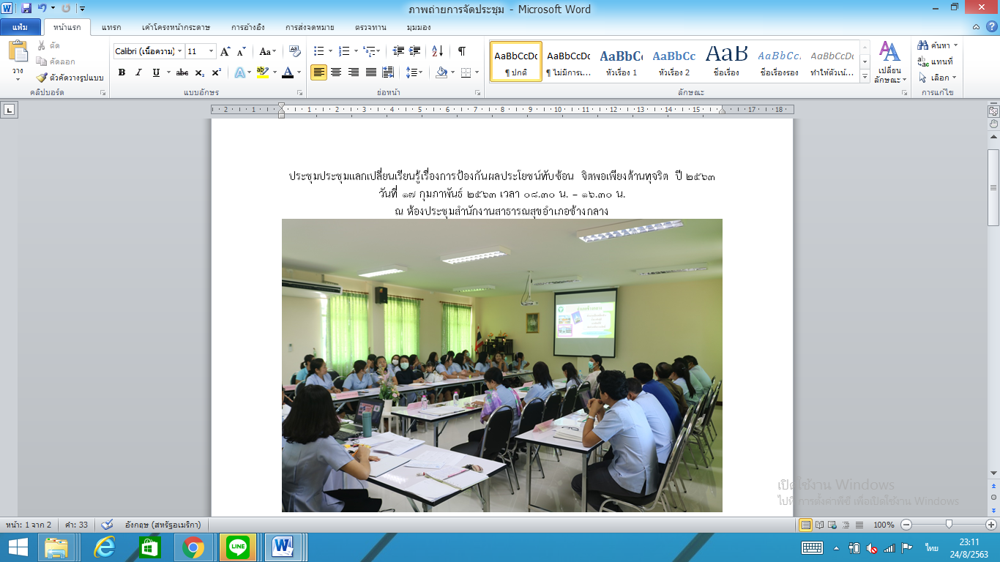 ภาพถ่ายการจัดประชุม - Microsoft Word
แฟ้ม
หน้าแรก
แทรก
เค้าโครงหน้ากระดาษ
การอ้างอิง
การส่งจดหมาย
ตรวจทาน
มุมมอง
วาง
ตัด
คัดลอก
ตัวคัดวางรูปแบบ
คลิปบอร์ด
Calibri (เนื้อความ) 11
แบบอักษร
ย่อหน้า
AaBbCcDc
¶ ปกติ
AaBbCcDc
¶ ไม่มีการเ...
AaBbC
หัวเรื่อง 1
AaBbCc
หัวเรื่อง 2
AaB
ชื่อเรื่อง
AaBbCc.
ชื่อเรื่องรอง
AaBbCcDc
ทำให้ตัวเน้...
ลักษณะ
เปลี่ยน
ลักษณะ
ค้นหา
แทนที่
เลือก
การแก้ไข
2 1 1 2 3 4 5 6 7 8 9 10 11 12 13 14 15 17 18
ประชุมประชุมแลกเปลี่ยนเรียนรู้เรื่องการป้องกันผลประโยชน์ทับซ้อน จิตพอเพียงต้านทุจริต ปี ๒๕๖๓
วันที่ ๑๗ กุมภาพันธ์ ๒๕๖๓ เวลา ๐๘.๓๐ น. – ๑๖.๓๐ น.
ณ ห้องประชุมสำนักงานสาธารณสุขอำเภอช้างกลาง
เปิดใช้งาน Windows
ไปที่การตั้งค่าพีซี เพื่อเปิดใช้งาน Windows
หน้า: 1 จาก 2
คำ: 33
อังกฤษ (สหรัฐอเมริกา)
100%
LINE
ไทย
23:11
24/8/2563